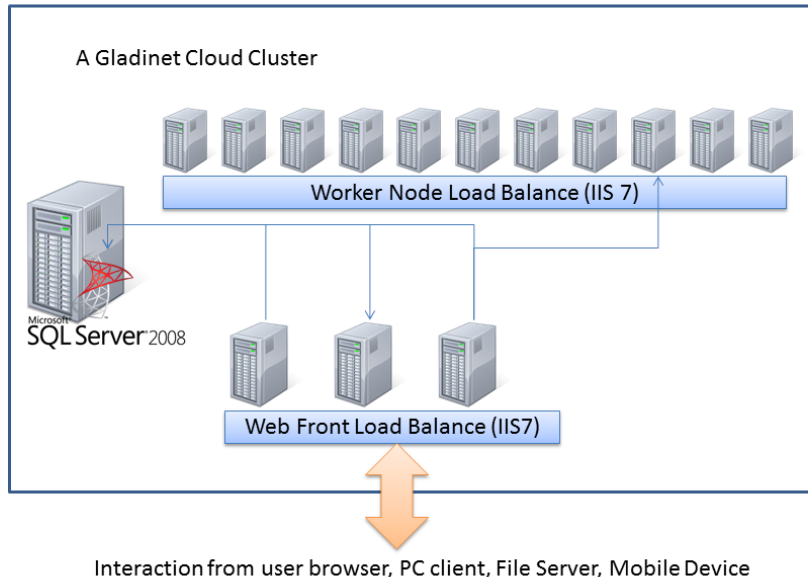 A Gladinet Cloud Cluster
Worker Node Load Balance (IIS 7)
Microsoft
SQL Server 2008
Web Front Load Balance (IIS7)
Interaction from user browser, PC client, File Server, Mobile Device